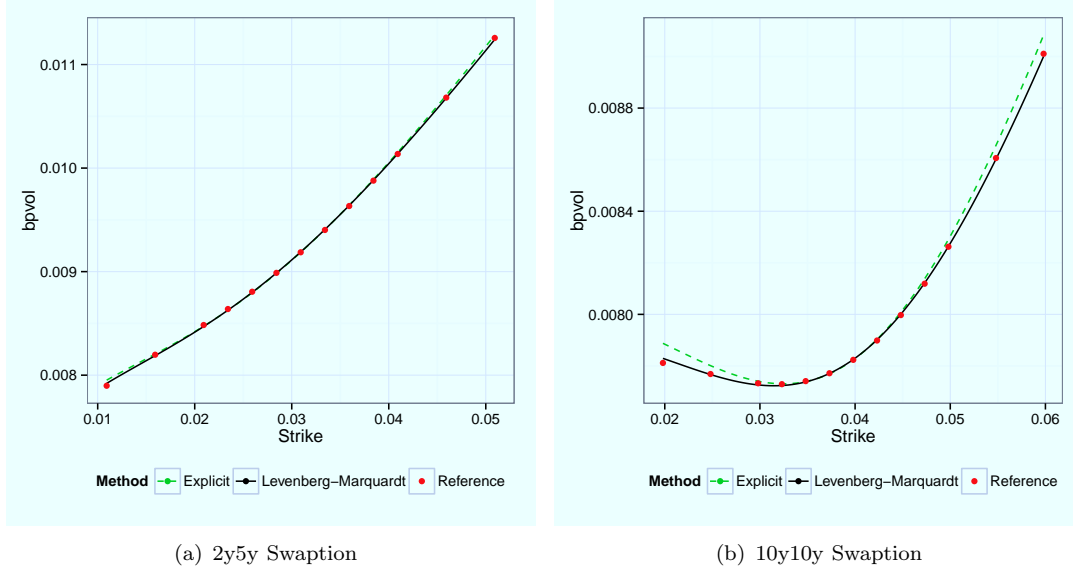 0.011
0.010
0.009
0.008
bpvol
0.01 0.02 0.03 0.04 0.05
Strike
Method Explicit Levenberg−Marquardt Reference
(a) 2y5y Swaption
0.0088
0.0084
0.0080
bpvol
0.02 0.03 0.04 0.05 0.06
Strike
Method Explicit Levenberg−Marquardt Reference
(b) 10y10y Swaption